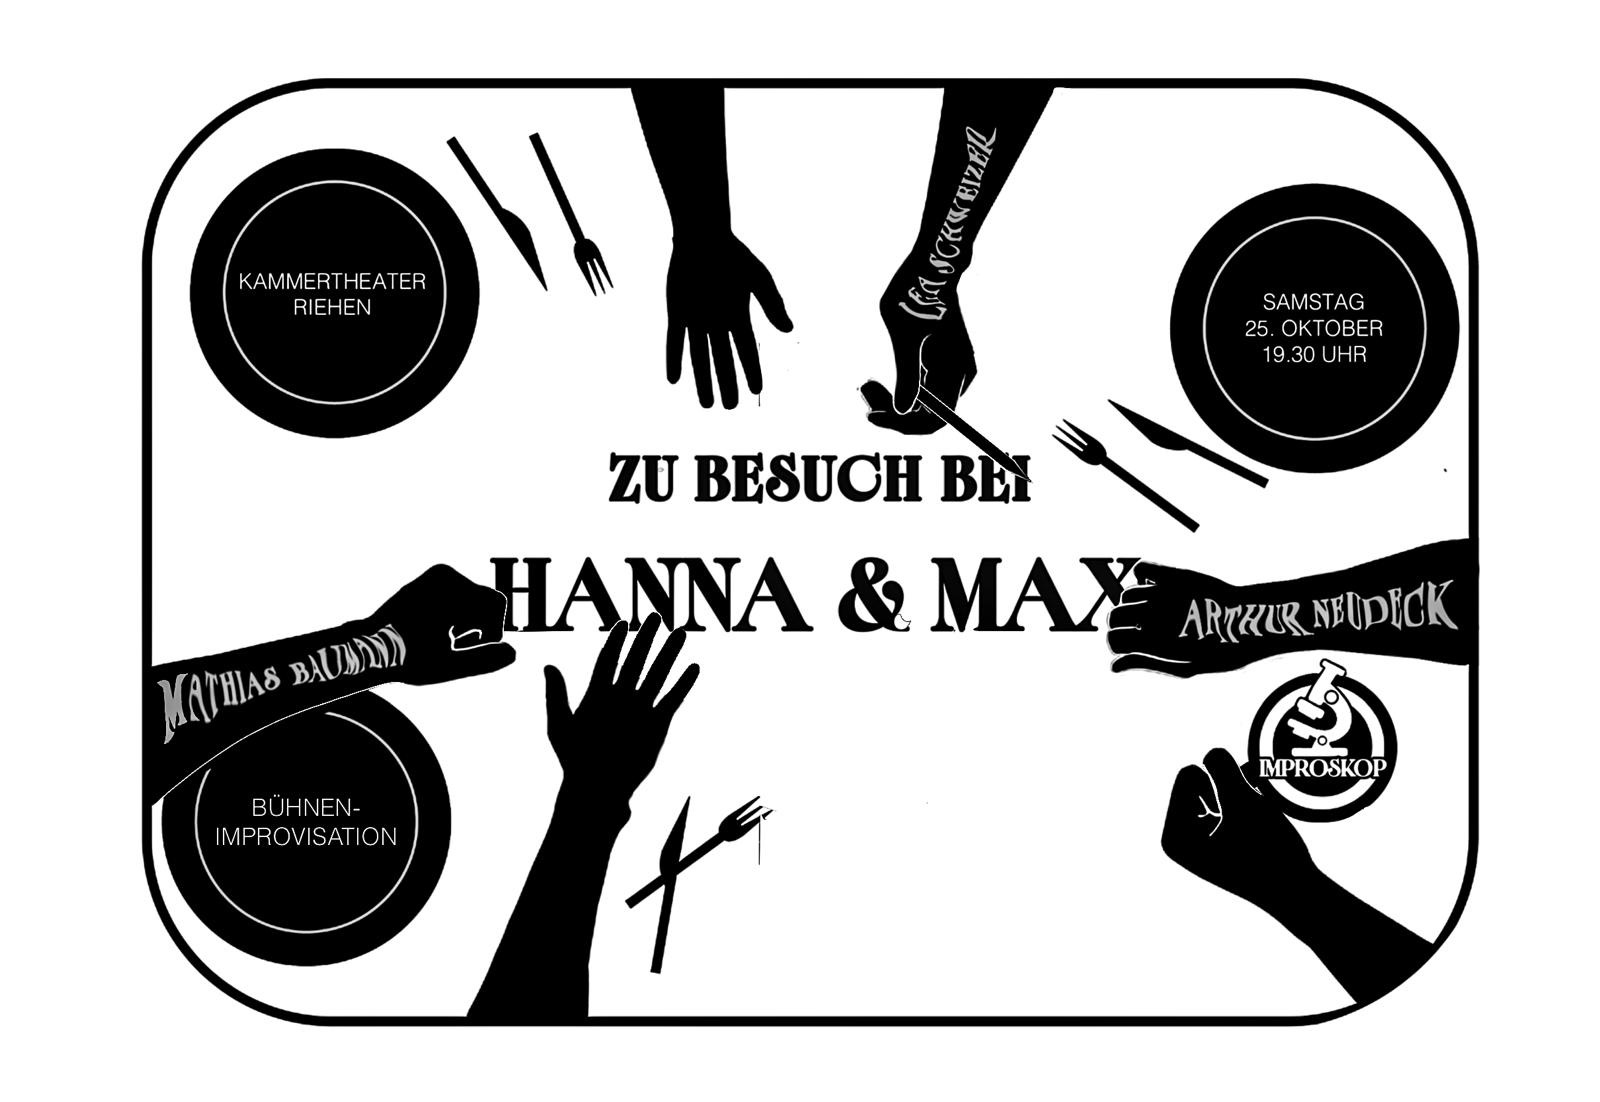 KAMMERTHEATER
RIEHEN
LEA SCHWEIZER
SAMSTAG
25. OKTOBER
19.30 UHR
ZU BESUCH BEI
HANNA & MAX
MATHIAS BAUMANN
ARTHUR NEUDECK
IMPROSKOP
BÜHNEN-
IMPROVISATION